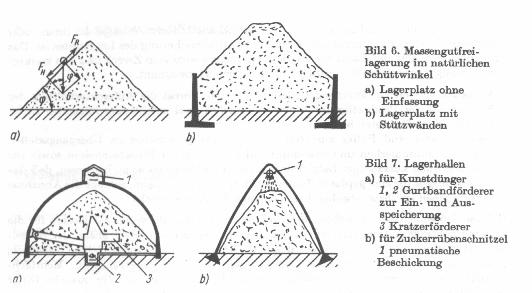 F_R
F_H
φ
G
φ
a)
b)
Bild 6. Massengutfrei-
lagerung im natürlichen
Schüttwinkel
a) Lagerplatz ohne
Einfassung
b) Lagerplatz mit
Stützwänden
1
2
3
a)
1
b)
Bild 7. Lagerhallen
a) für Kunstdünger
1, 2 Gurtbandförderer
zur Ein- und Aus-
speicherung
3 Kratzerförderer
b) für Zuckerrübenschnitzel
1 pneumatische
Beschickung